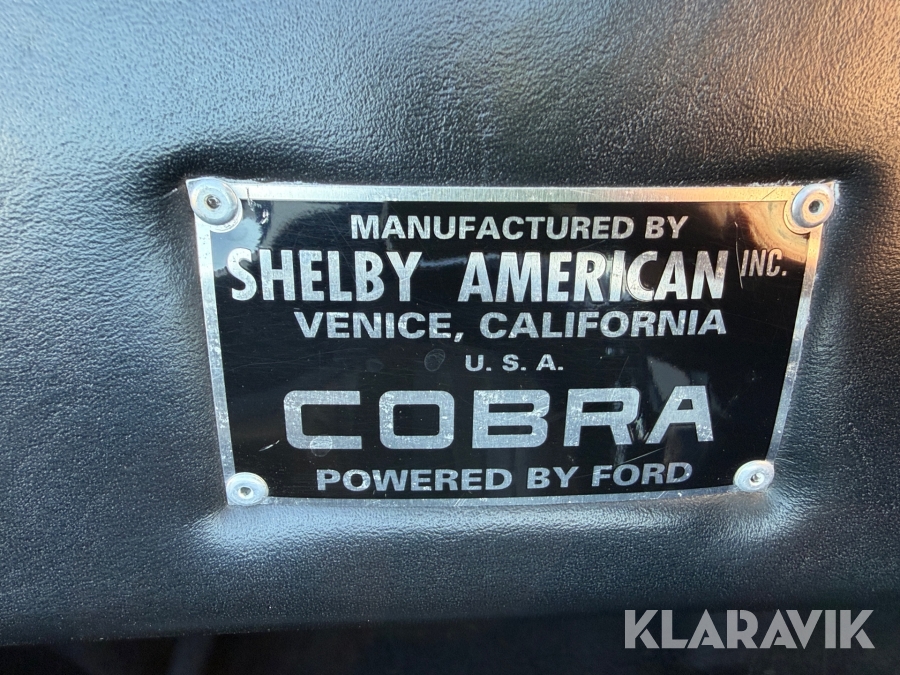 MANUFACTURED BY
SHELBY AMERICAN INC.
VENICE, CALIFORNIA
U. S. A.
COBRA
POWERED BY FORD
KLARAVIK